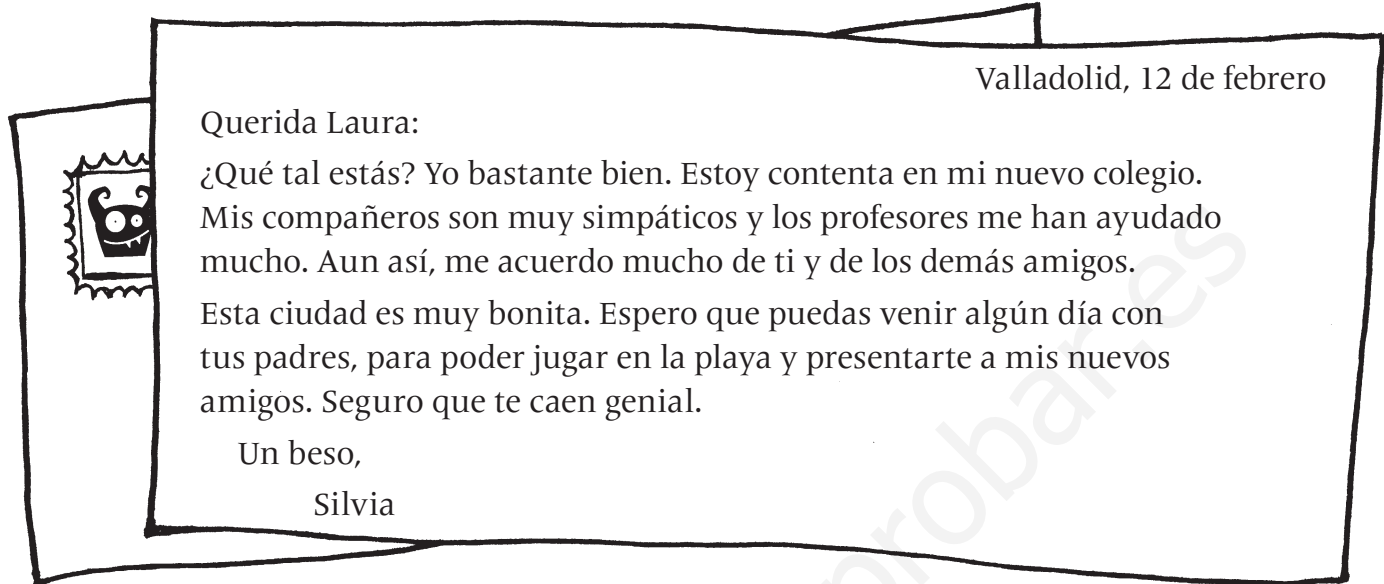 Valladolid, 12 de febrero
Querida Laura:
¿Qué tal estás? Yo bastante bien. Estoy contenta en mi nuevo colegio.
Mis compañeros son muy simpáticos y los profesores me han ayudado
mucho. Aun así, me acuerdo mucho de ti y de los demás amigos.
Esta ciudad es muy bonita. Espero que puedas venir algún día con
tus padres, para poder jugar en la playa y presentarte a mis nuevos
amigos. Seguro que te caen genial.
Un beso,
Silvia
probar.es